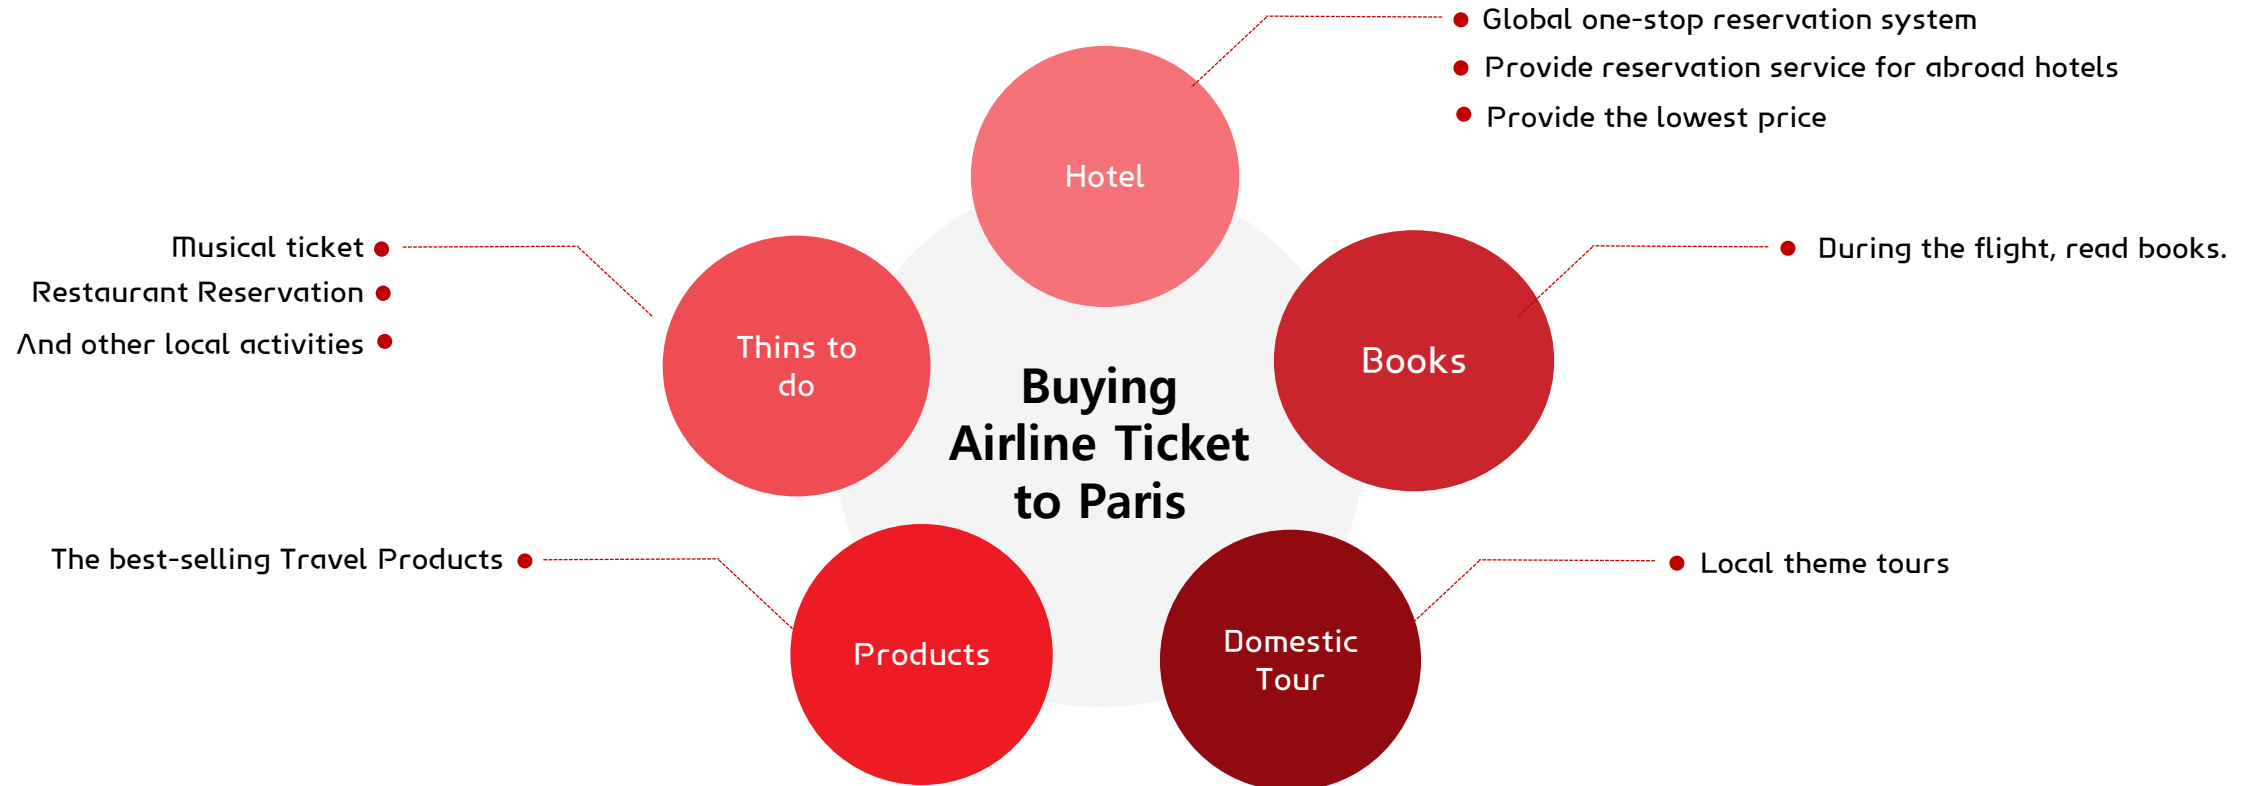 Global one-stop reservation system
Provide reservation service for abroad hotels
Provide the lowest price
Hotel
Musical ticket
Restaurant Reservation
And other local activities
Thins to
do
Books
During the flight, read books.
Buying
Airline Ticket
to Paris
The best-selling Travel Products
Products
Domestic
Tour
Local theme tours